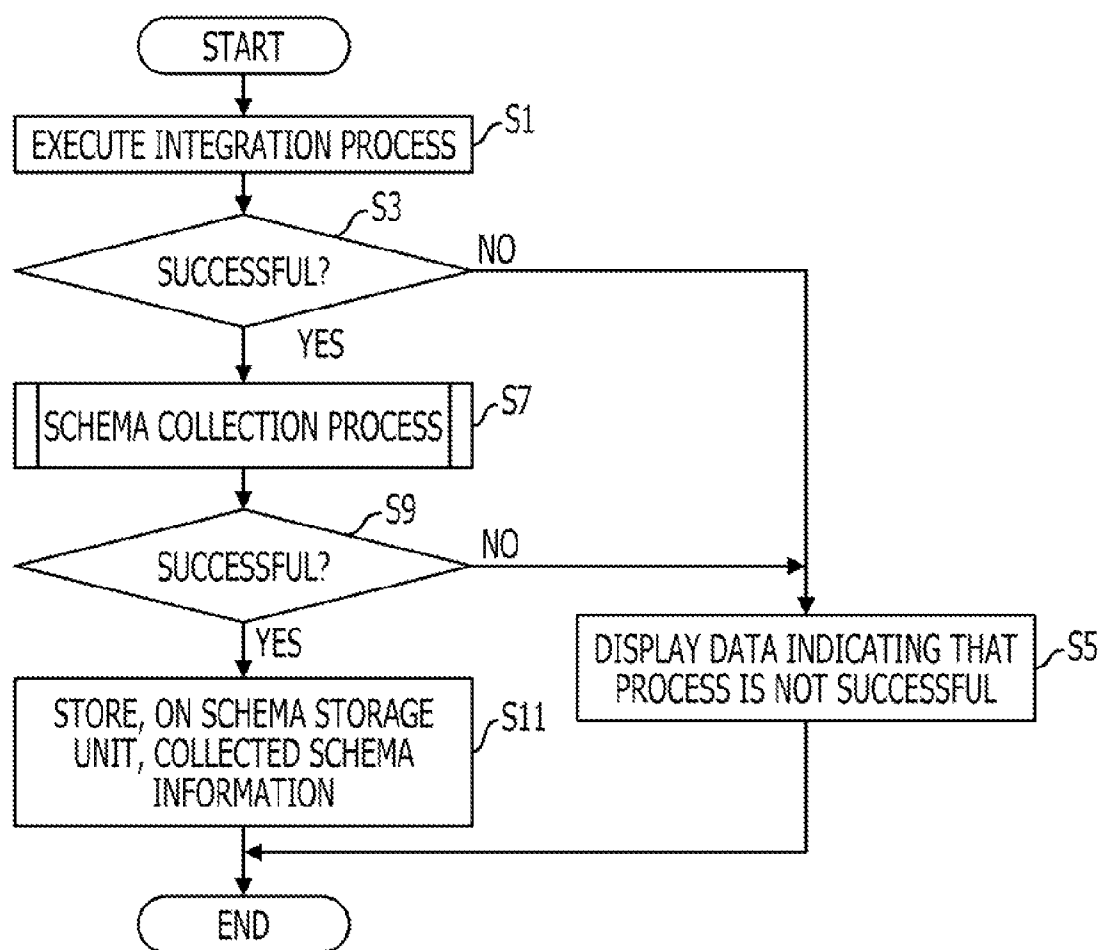 START
EXECUTE INTEGRATION PROCESS
S1
S3
SUCCESSFUL?
NO
YES
SCHEMA COLLECTION PROCESS
S7
S9
SUCCESSFUL?
NO
YES
DISPLAY DATA INDICATING THAT
PROCESS IS NOT SUCCESSFUL
S5
STORE, ON SCHEMA STORAGE
UNIT, COLLECTED SCHEMA
INFORMATION
S11
END